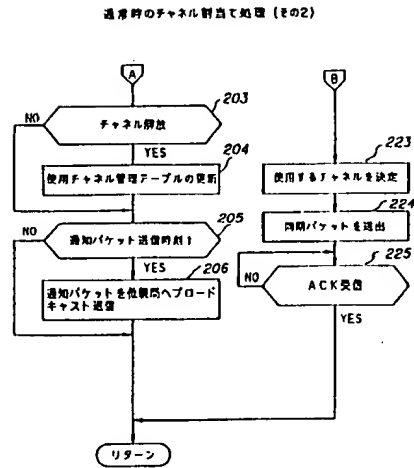 通常時のチャネル割当て処理 (その2)
A
B
203
NO
チャネル解放
YES
204
使用チャネル管理テーブルの更新
223
使用するチャネルを決定
224
同期パケットを送出
205
NO
通知パケット送信時刻?
YES
206
通知パケットを他親局へブロード
キャスト送信
225
NO
ACK受信
YES
リターン